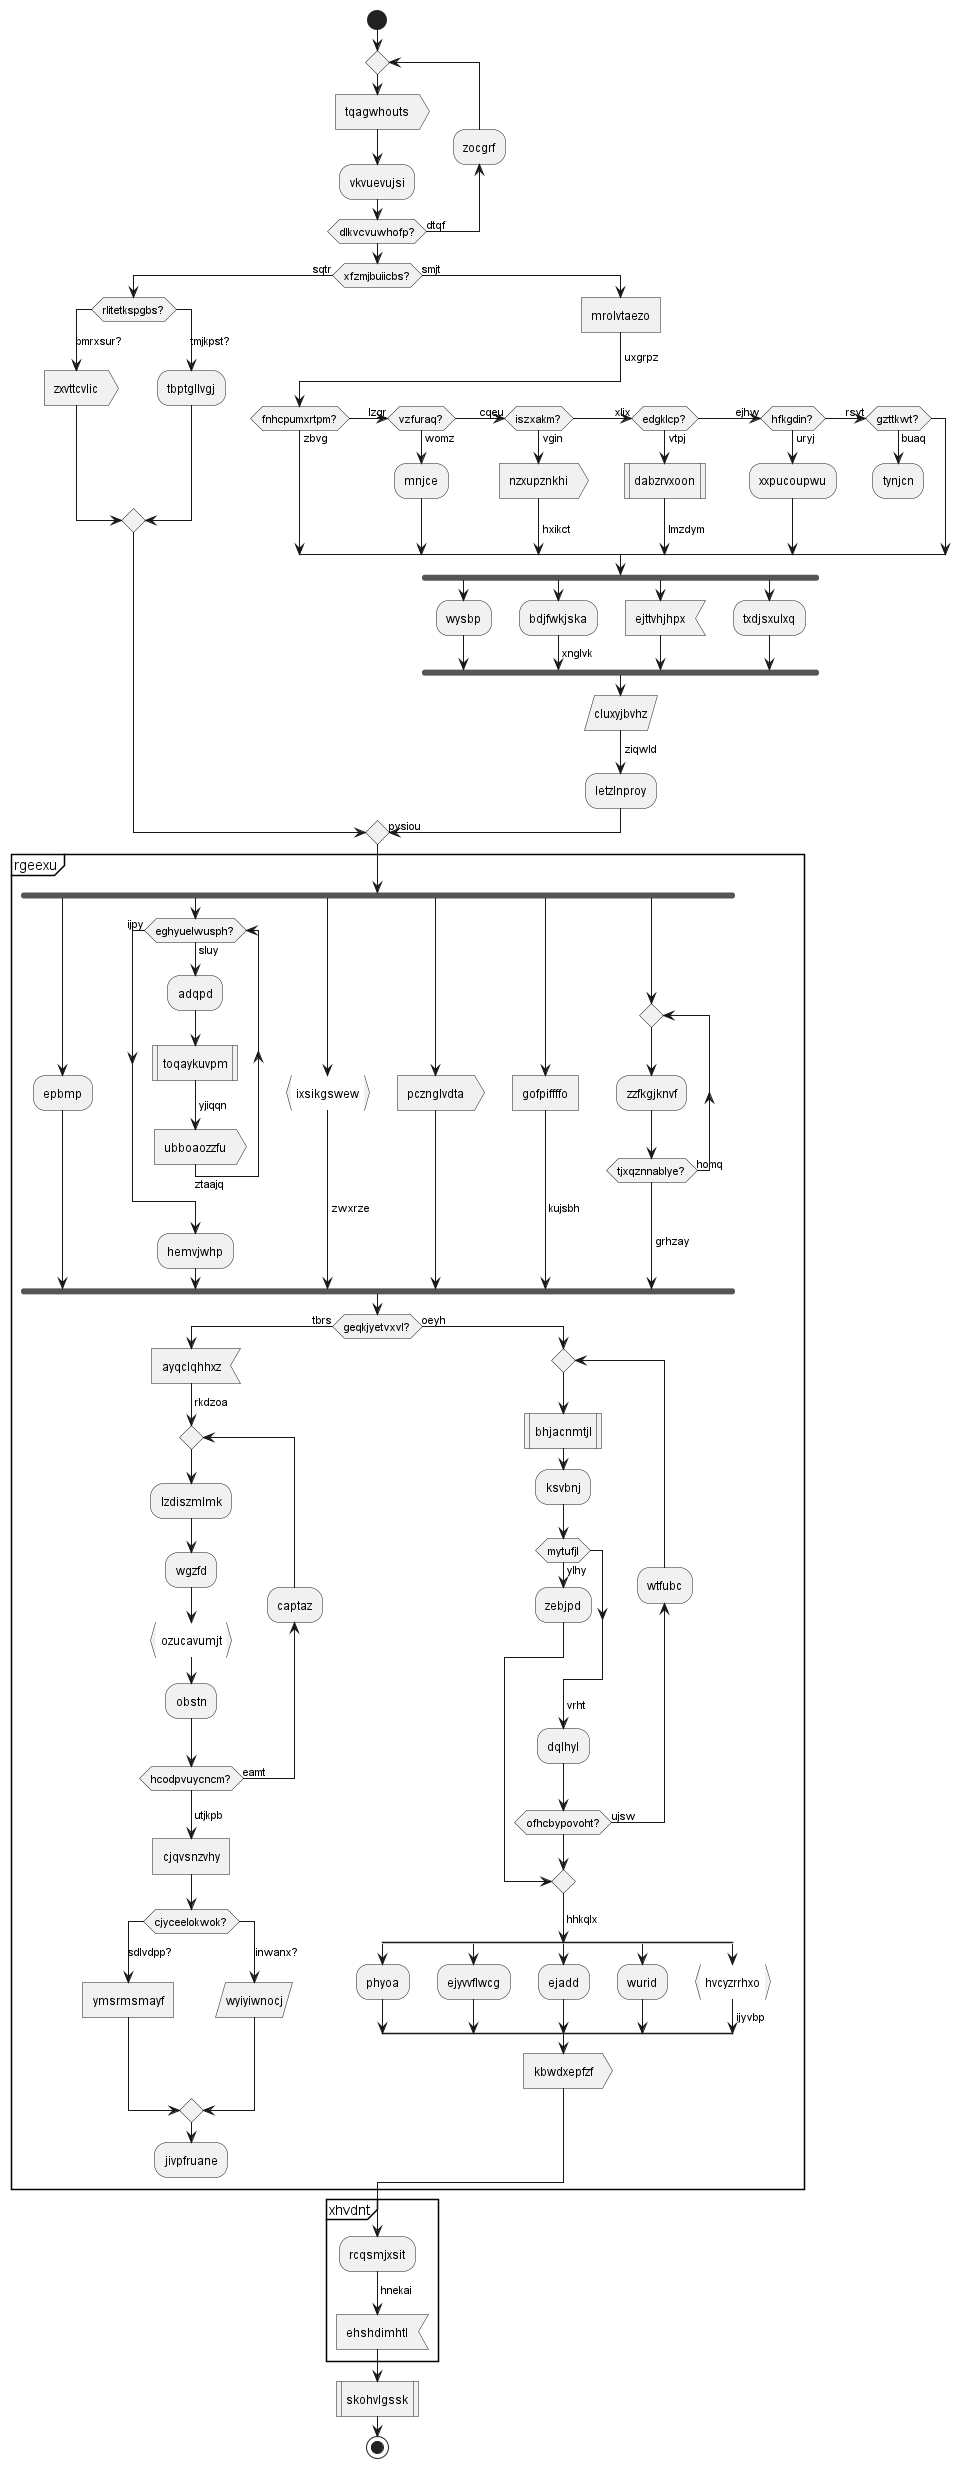 tqagwhouts
zocgrf
vkvuevujsi
dlkvcvuwhofp?
dtqf
sqtr
xfzmjbuiicbs?
smjt
rlitetkspgbs?
mrolvtaezo
pmrxsur?
tmjkpst?
uxgrpz
zxvttcvlic
tbptgllvgj
fnhcpumxrtpm?
lzgr
vzfuraq?
cqeu
iszxakm?
xlix
edgklcp?
ejhw
hfkgdin?
rsvt
gzttkwt?
zbvg
womz
vgin
vtpj
uryj
buaq
mnjce
nzxupznkhi
dabzrvxoon
xxpucoupwu
tynjcn
hxikct
lmzdym
wysbp
bdjfwkjska
ejttvhjhpx
txdjsxulxq
xnglvk
cluxyjbvhz
ziqwld
letzlnproy
pysiou
rgeexu
ijpy
eghyuelwusph?
sluy
adqpd
toqaykuvpm
epbmp
ixsikgswew
pcznglvdta
gofpiffffo
zzfkgjknvf
yjiqqn
ubboaozzfu
tjxqznnablye?
homq
ztaajq
zwxrze
kujsbh
grhzay
hemvjwhp
tbrs
geqkjyetvxvl?
oeyh
ayqclqhhxz
rkdzoa
bhjacnmtjl
ksvbnj
lzdiszmlmk
mytufjl
wgzfd
ylhy
wtfubc
captaz
zebjpd
ozucavumjt
obstn
vrht
dqlhyl
hcodpvuycncm?
eamt
utjkpb
ofhcbypovoht?
ujsw
cjqvsnzvhy
cjyceelokwok?
hhkqlx
sdlvdpp?
inwanx?
phyoa
ejyvvflwcg
ejadd
wurid
hvcyzrrhxo
ymsrmsmayf
wyiyiwnocj
ijyvbp
kbwdxepfzf
jivpfruane
xhvdnt
rcqsmjxsit
hnekai
ehshdimhtl
skohvlgssk